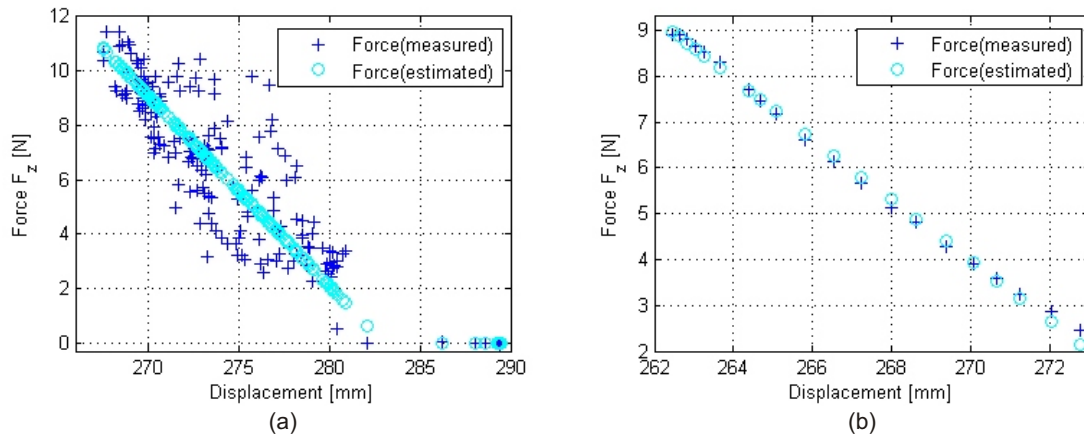 12
10
8
6
4
2
0
Force F_z [N]
Force(measured)
Force(estimated)
270 275 280 285 290
Displacement [mm]
(a)
9
8
7
6
5
4
3
2
Force F_z [N]
Force(measured)
Force(estimated)
262 264 266 268 270 272
Displacement [mm]
(b)